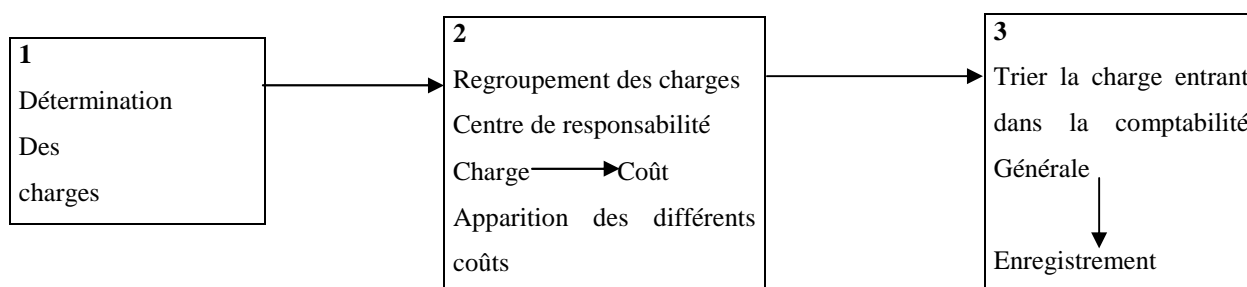 1
Détermination
Des
charges
2
Regroupement des charges
Centre de responsabilité
Charge Coût
Apparition des différents
coûts
3
Trier la charge entrant
dans la comptabilité
Générale
Enregistrement